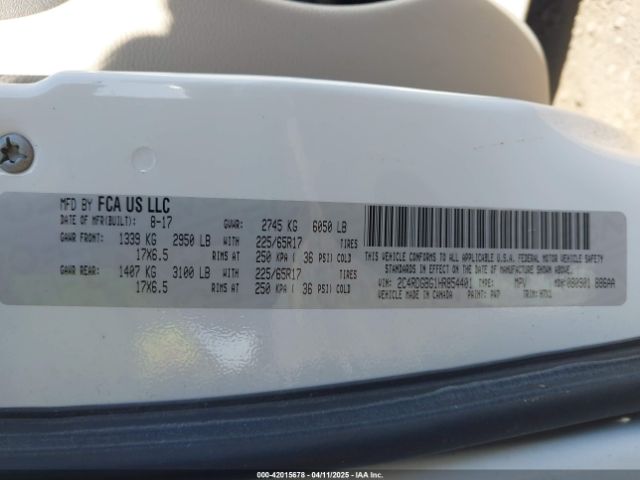 MFD BY FCA US LLC
DATE OF MFR(BUILT): 8-17 GVWR: 2745 KG 6050 LB
GAWR FRONT: 1339 KG 2950 LB WITH 225/65R17 TIRES
17X6.5 RIMS AT 250 KPA ( 36 PSI) COLD
GAWR REAR: 1407 KG 3100 LB WITH 225/65R17 TIRES
17X6.5 RIMS AT 250 KPA ( 36 PSI) COLD
THIS VEHICLE CONFORMS TO ALL APPLICABLE U.S.A. FEDERAL MOTOR VEHICLE
STANDARDS IN EFFECT ON THE DATE OF MANUFACTURE SHOWN ABOVE
VIN: 2C4RDGBG1HR854401 TYPE: MPV MDH: 080501 886AA
VEHICLE MADE IN CANADA PAINT: PW7 TRIM:
000-42015678 - 04/11/2025 - IAA Inc.